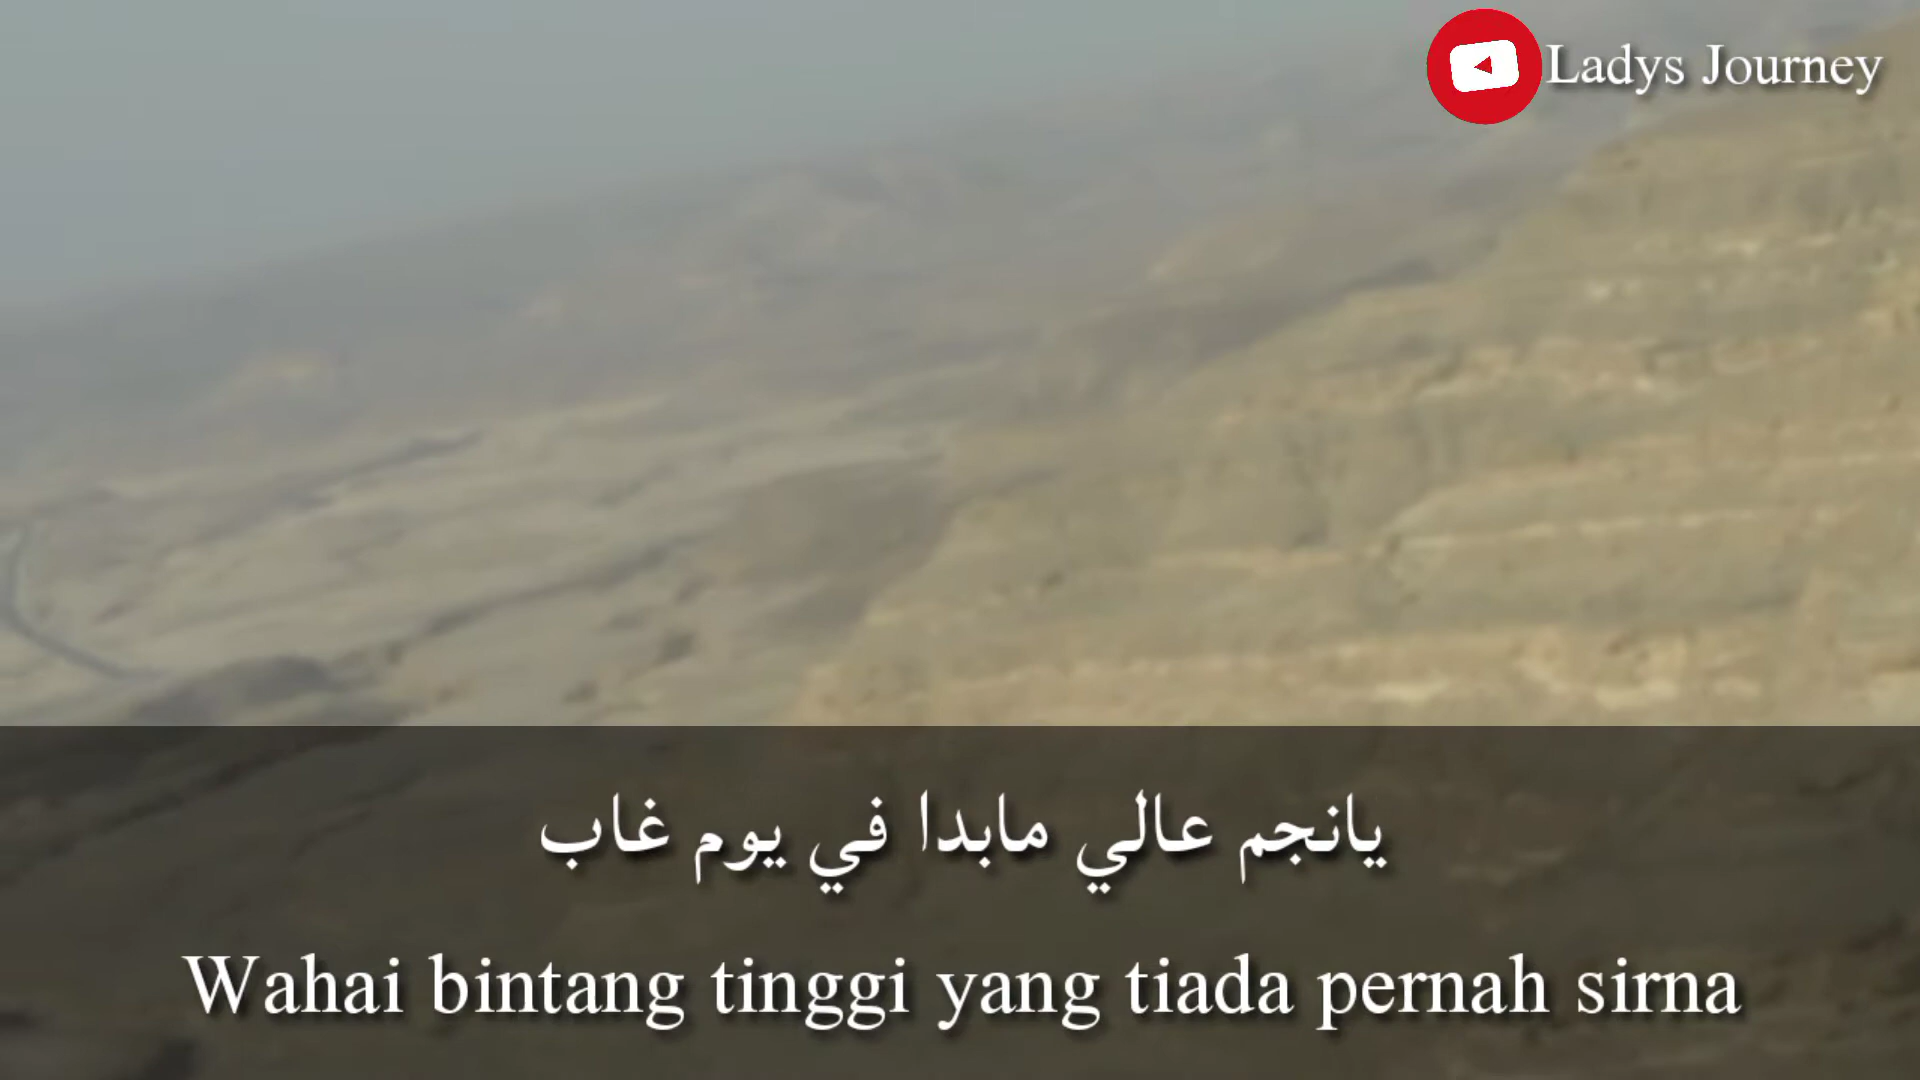 Ladys Journey
يانجم عالي مابدا في يوم غاب
Wahai bintang tinggi yang tiada pernah sirna